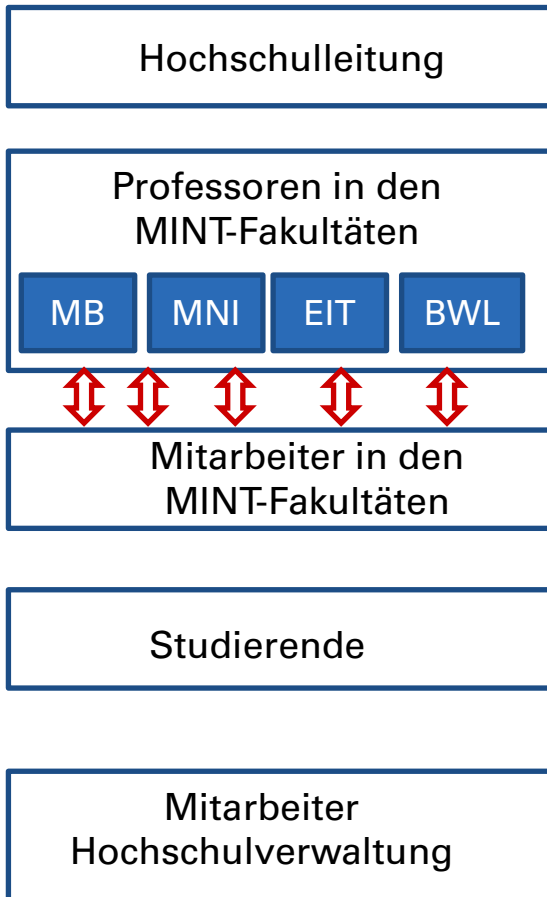 Hochschulleitung
Professoren in den
MINT-Fakultäten
MB MNI EIT BWL
Mitarbeiter in den
MINT-Fakultäten
Studierende
Mitarbeiter
Hochschulverwaltung